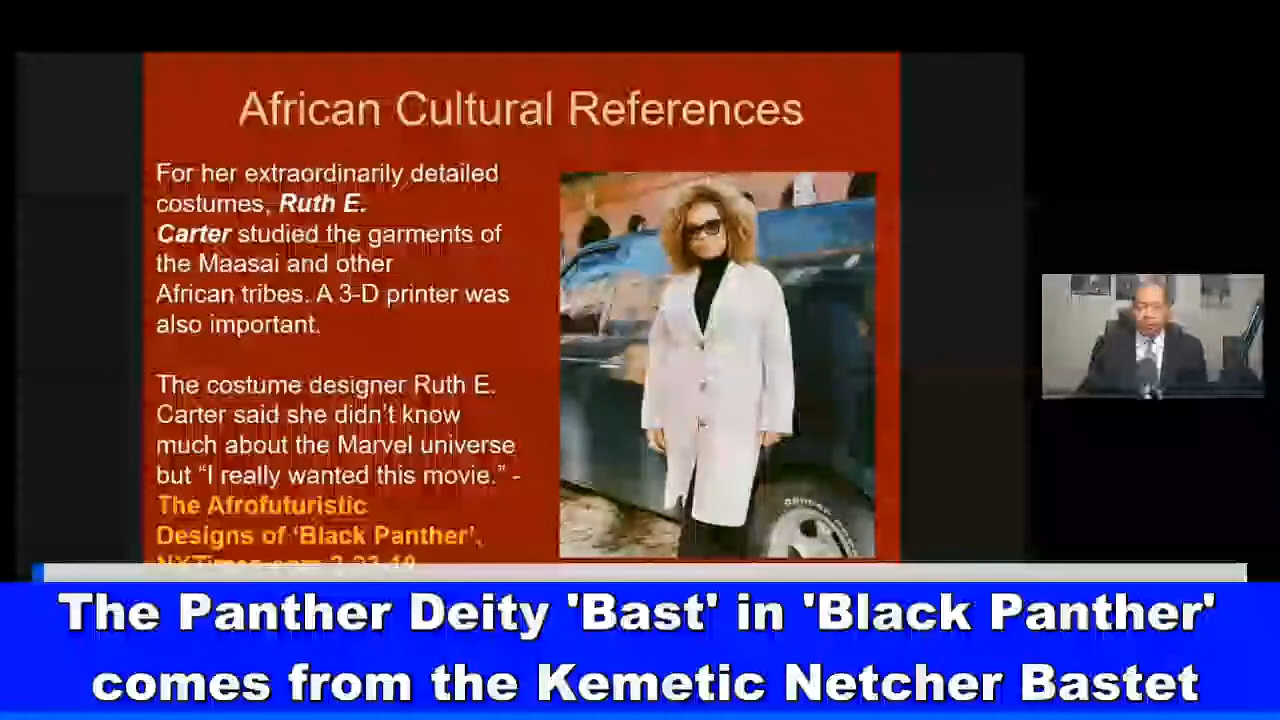 African Cultural References
For her extraordinarily detailed
costumes, Ruth E.
Carter studied the garments of
the Maasai and other
African tribes. A 3-D printer was
also important.
The costume designer Ruth E.
Carter said she didn't know
much about the Marvel universe
but “I really wanted this movie.” -
The Afrofuturistic
Designs of ‘Black Panther’,
The Panther Deity 'Bast' in 'Black Panther'
comes from the Kemetic Netcher Bastet